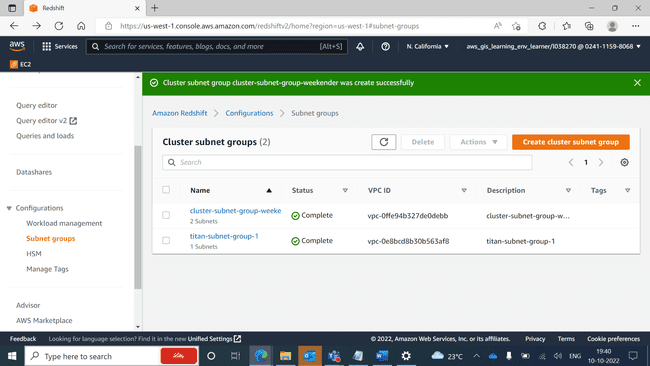 Redshift
https://us-west-1.console.aws.amazon.com/redshiftv2/home?region=us-west-1#subnet-groups
aws
Services
Search for services, features, blogs, docs, and more
[Alt+S]
N. California
aws_gis_learning_env_learner/I038270 @ 0241-1159-8068
EC2
Cluster subnet group cluster-subnet-group-weekender was create successfully
Query editor
Query editor v2
Queries and loads
Datashares
Configurations
Workload management
Subnet groups
HSM
Manage Tags
Advisor
AWS Marketplace
Amazon Redshift
Configurations
Subnet groups
Cluster subnet groups (2)
Delete
Actions
Create cluster subnet group
Search
1
Name Status VPC ID Description Tags
cluster-subnet-group-weeke Complete vpc-0ffe94b327de0debb cluster-subnet-group-w...
2 Subnets
titan-subnet-group-1 Complete vpc-0e8bcd8b30b563af8 titan-subnet-group-1
1 Subnets
Feedback Looking for language selection? Find it in the new Unified Settings © 2022, Amazon Web Services, Inc. or its affiliates. Privacy Terms Cookie preferences
Type here to search
23°C
ENG
19:40
10-10-2022